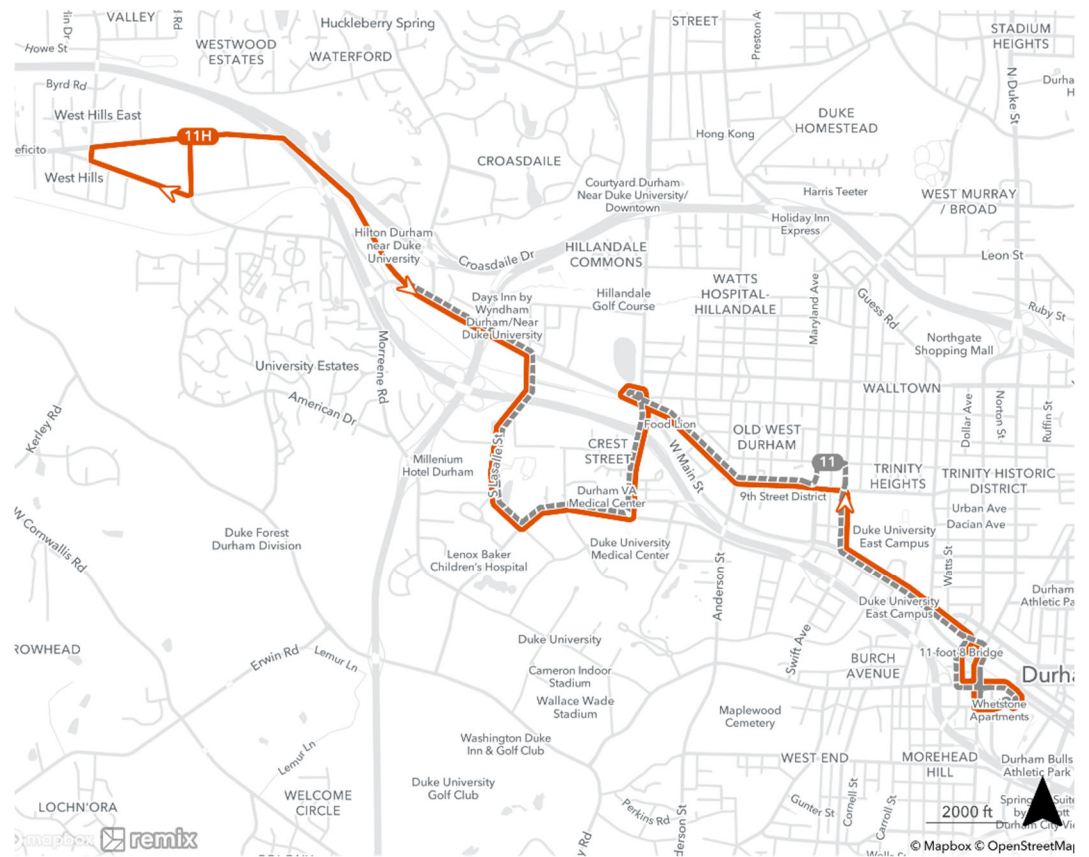 VALLEY
Rd
Huckleberry Spring
STREET
Preston A
STADIUM
HEIGHTS
Howe St
WESTWOOD
ESTATES
WATERFORD
Byrd Rd
N Duke St
West Hills East
11H
DUKE
HOMESTEAD
Hong Kong
eficito
CROASDAILE
West Hills
Courtyard Durham
Near Duke University/
Downtown
Harris Teeter
WEST MURRAY
/ BROAD
Holiday Inn
Express
Hilton Durham
near Duke
University
HILLANDALE
COMMONS
Croasdaile Dr
Leon St
WATTS
HOSPITAL-
HILLANDALE
Maryland Ave
Guess Rd
Ruby St
Hillandale
Golf Course
Days Inn by
Wyndham
Durham/Near
Duke University
Northgate
Shopping Mall
Morreene Rd
University Estates
WALLTOWN
American Dr
Dollar Ave
Norton St
Ruffin St
Kerley Rd
Food Lion
OLD WEST
DURHAM
CREST
STREET
W Main St
S Lasalle St
Millenium
Hotel Durham
11
TRINITY
HEIGHTS
TRINITY HISTORIC
DISTRICT
Durham VA
Medical Center
9th Street District
Urban Ave
Dacian Ave
W Cornwallis Rd
Duke Forest
Durham Division
Duke University
East Campus
Duke University
Medical Center
Lenox Baker
Children's Hospital
Watts St
Anderson St
Durham
Athletic Pa
Duke University
East Campus
Swift Ave
ROWHEAD
Erwin Rd
Lemur Ln
Duke University
11-foot-8 Bridge
BURCH
AVENUE
Durha
Cameron Indoor
Stadium
Wallace Wade
Stadium
Whetstone
Apartments
Maplewood
Cemetery
Lemur Ln
Washington Duke
Inn & Golf Club
WEST END
MOREHEAD
HILL
Durham Bulls
Athletic Park
Duke University
Golf Club
WELCOME
CIRCLE
LOCHN'ORA
Perkins Rd
Gunter St
Cornell St
Carroll St
2000 ft
mapbox
remix
© Mapbox © OpenStreetMap